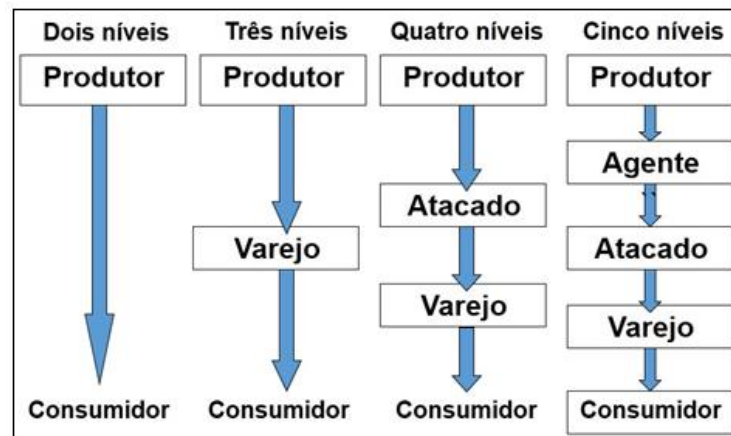 Dois níveis Três níveis Quatro níveis Cinco níveis
Produtor Produtor Produtor Produtor
Agente
Atacado Atacado
Varejo
Varejo Varejo
Consumidor Consumidor Consumidor Consumidor